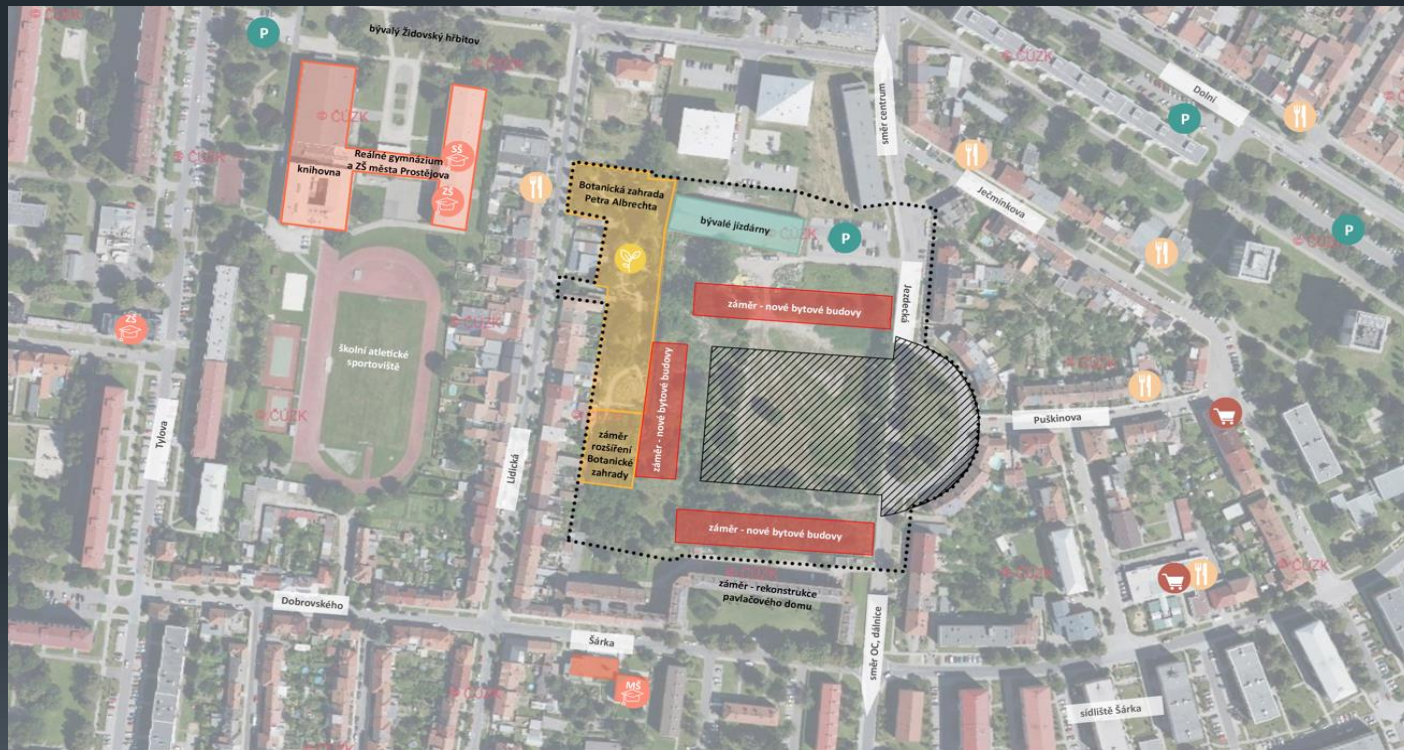 P
bývalý Židovský hřbitov
© ČÚZK
© ČÚZK
© ČÚZK
směr centrum
Dolní
P
© ČÚZK
Reálné gymnázium
a ZŠ města Prostějova
knihovna
SŠ
ZŠ
© ČÚZK
Botanická zahrada
Petra Albrechta
bývalé jízdárny
© ČÚZK
P
Ječmínkova
P
© ČÚZK
záměr - nové bytové budovy
Jezdecká
ZŠ
školní atletické
sportoviště
© ČÚZK
záměr - nové bytové budovy
© ČÚZK
© ČÚZK
Puškinova
Tylova
Lidická
záměr
rozšíření
Botanické
zahrady
záměr - nové bytové budovy
záměr - rekonstrukce
pavlačového domu
© ČÚZK
© ČÚZK
Dobrovského
Šárka
směr OC, dálnice
MŠ
© ČÚZK
sídliště Šárka